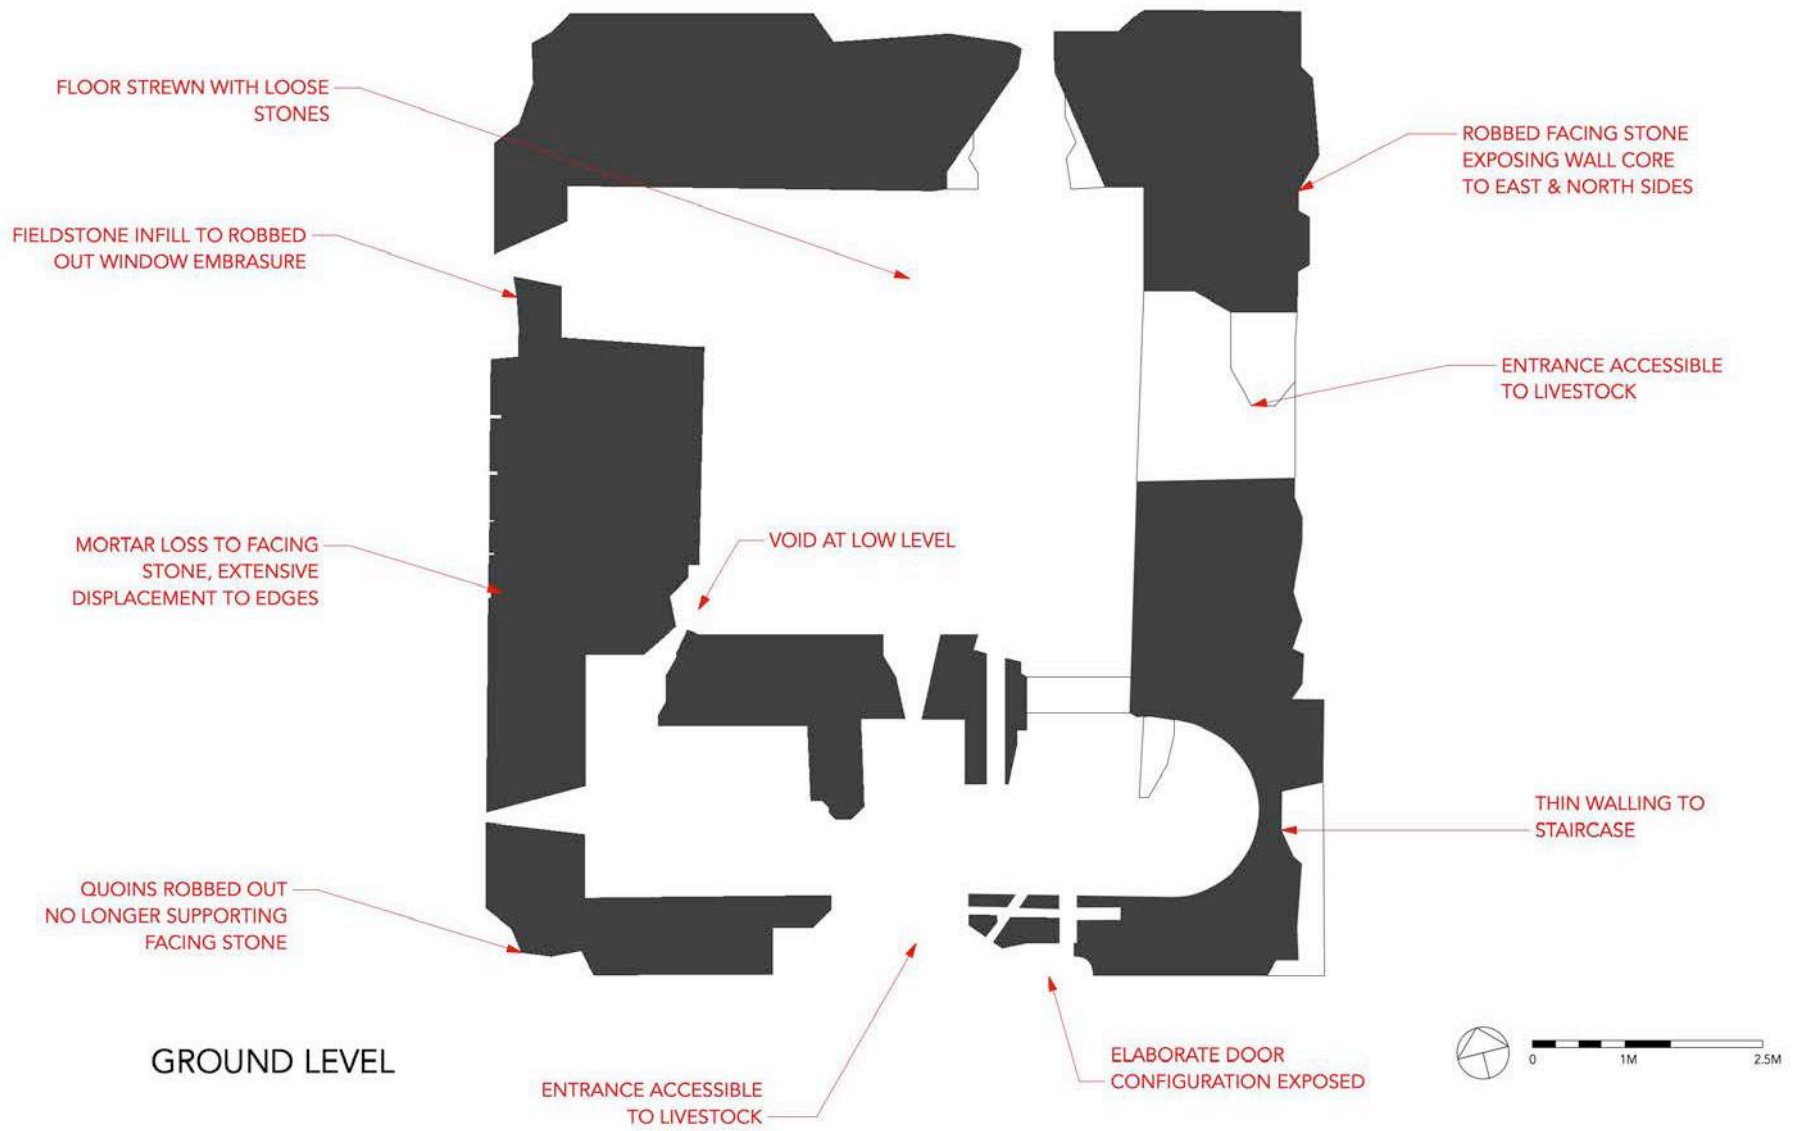 FLOOR STREWN WITH LOOSE
STONES
ROBBED FACING STONE
EXPOSING WALL CORE
TO EAST & NORTH SIDES
FIELDSTONE INFILL TO ROBBED
OUT WINDOW EMBRASURE
ENTRANCE ACCESSIBLE
TO LIVESTOCK
MORTAR LOSS TO FACING
STONE, EXTENSIVE
DISPLACEMENT TO EDGES
VOID AT LOW LEVEL
THIN WALLING TO
STAIRCASE
QUOINS ROBBED OUT
NO LONGER SUPPORTING
FACING STONE
GROUND LEVEL
ENTRANCE ACCESSIBLE
TO LIVESTOCK
ELABORATE DOOR
CONFIGURATION EXPOSED
0 1M 2.5M